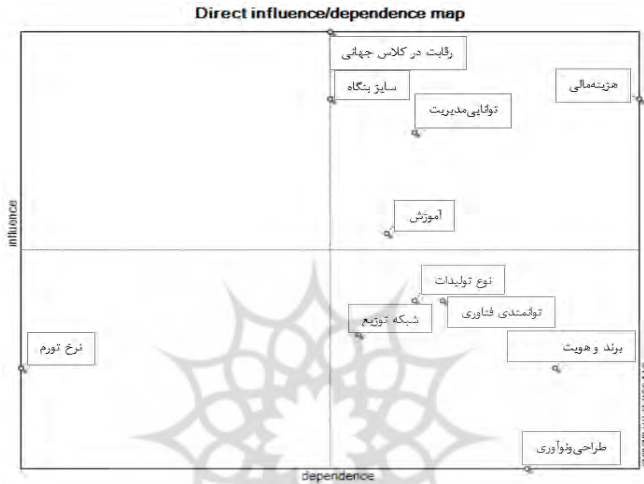 Direct influence/dependence map
رقابت در کلاس جهانی
سایز بنگاه
هزینه‌مالی
توانایی‌مدیریت
آموزش
influence
نوع تولیدات
توانمندی فناوری
شبکه توزیع
نرخ تورم
برند و هویت
طراحی‌ونوآوری
dependence